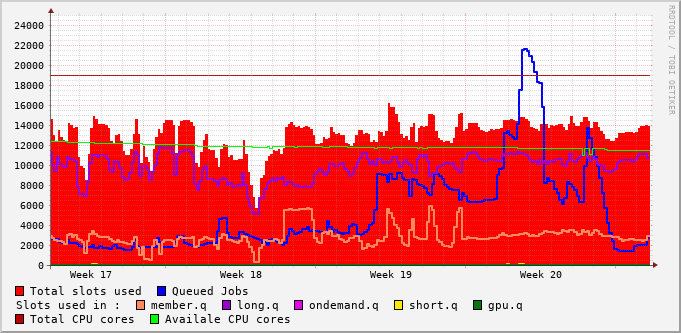 RRDTOOL / TOBI OETIKER
24000
22000
20000
18000
16000
14000
12000
10000
8000
6000
4000
2000
0
Week 17 Week 18 Week 19 Week 20
Total slots used Queued Jobs
Slots used in : member.q long.q ondemand.q short.q gpu.q
Total CPU cores Availale CPU cores